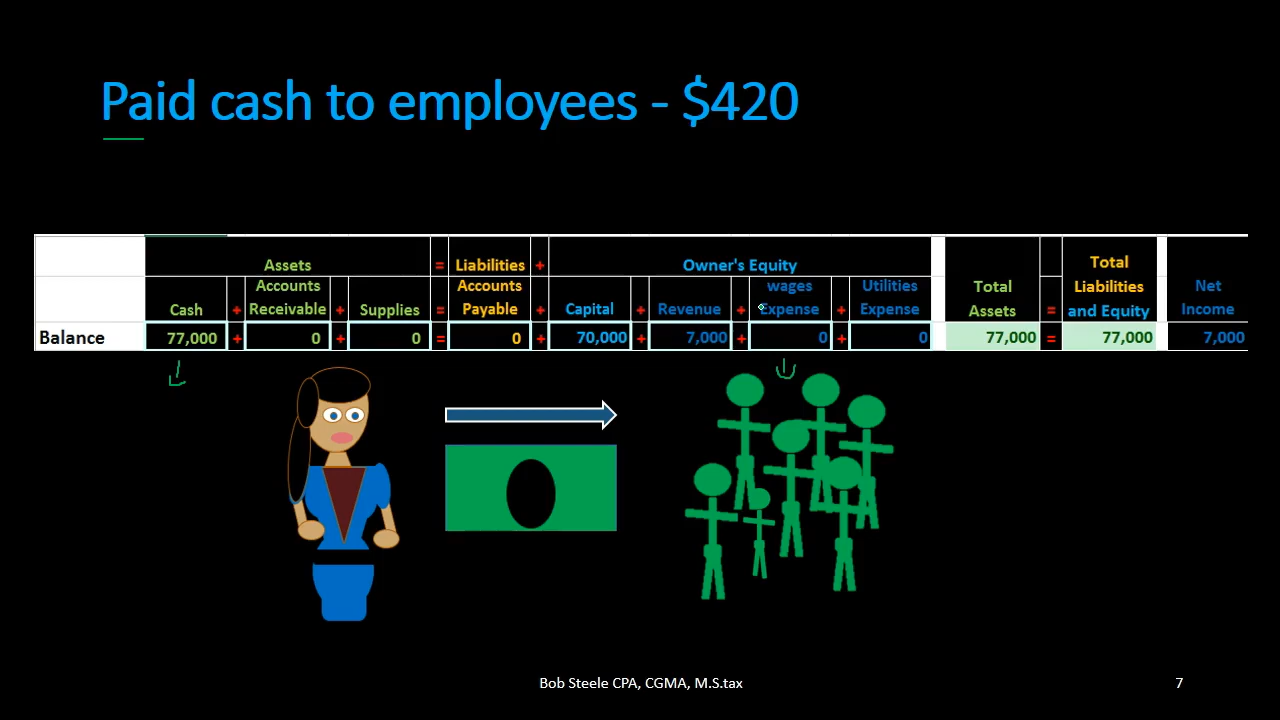 Paid cash to employees - $420
Assets = Liabilities + Owner's Equity
Cash + Accounts Receivable + Supplies = Accounts Payable + Capital + Revenue + wages Expense + Utilities Expense Total Assets = Total Liabilities and Equity Net Income
Balance 77,000 + 0 + 0 = 0 + 70,000 + 7,000 + 0 + 0 77,000 = 77,000 7,000
Bob Steele CPA, CGMA, M.S.tax
7